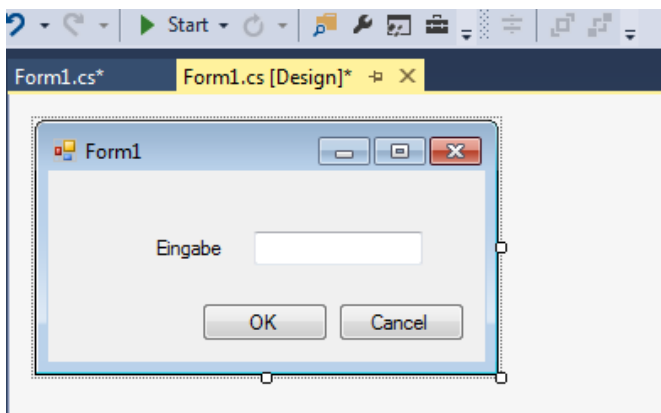 Start
Form1.cs*
Form1.cs [Design]*
Form1
Eingabe
OK
Cancel